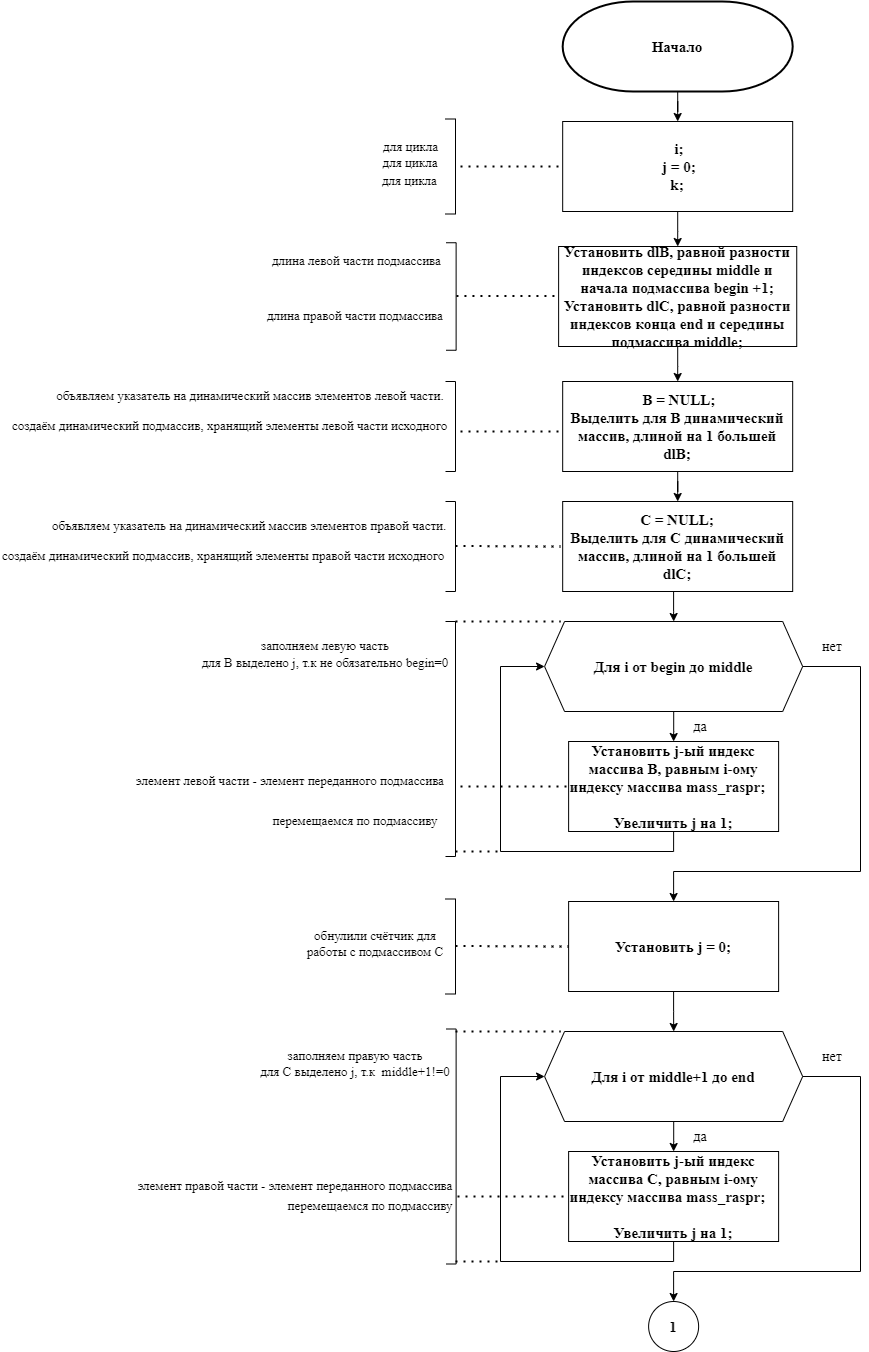 Начало
для цикла
для цикла
для цикла
i;
j = 0;
k;
длина левой части подмассива
длина правой части подмассива
Установить dlB, равной разности
индексов середины middle и
начала подмассива begin +1;
Установить dlC, равной разности
индексов конца end и середины
подмассива middle;
объявляем указатель на динамический массив элементов левой части.
создаём динамический подмассив, хранящий элементы левой части исходного
B = NULL;
Выделить для B динамический
массив, длиной на 1 большей
dlB;
объявляем указатель на динамический массив элементов правой части.
создаём динамический подмассив, хранящий элементы правой части исходного
C = NULL;
Выделить для C динамический
массив, длиной на 1 большей
dlC;
заполняем левую часть
для B выделено j, т.к не обязательно begin=0
Для i от begin до middle
нет
да
элемент левой части - элемент переданного подмассива
перемещаемся по подмассиву
Установить j-ый индекс
массива B, равным i-ому
индексу массива mass_raspr;
Увеличить j на 1;
обнулили счётчик для
работы с подмассивом C
Установить j = 0;
заполняем правую часть
для C выделено j, т.к middle+1!=0
Для i от middle+1 до end
нет
да
элемент правой части - элемент переданного подмассива
перемещаемся по подмассиву
Установить j-ый индекс
массива C, равным i-ому
индексу массива mass_raspr;
Увеличить j на 1;
1